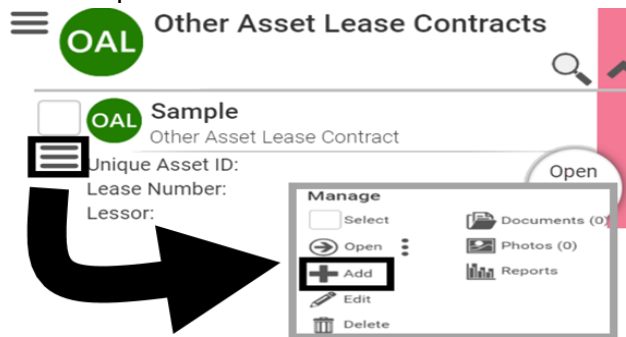 OAL Other Asset Lease Contracts
OAL Sample
Other Asset Lease Contract
Unique Asset ID:
Lease Number:
Lessor:
Open
Manage
Select
Documents (0)
Open
Photos (0)
Add
Reports
Edit
Delete